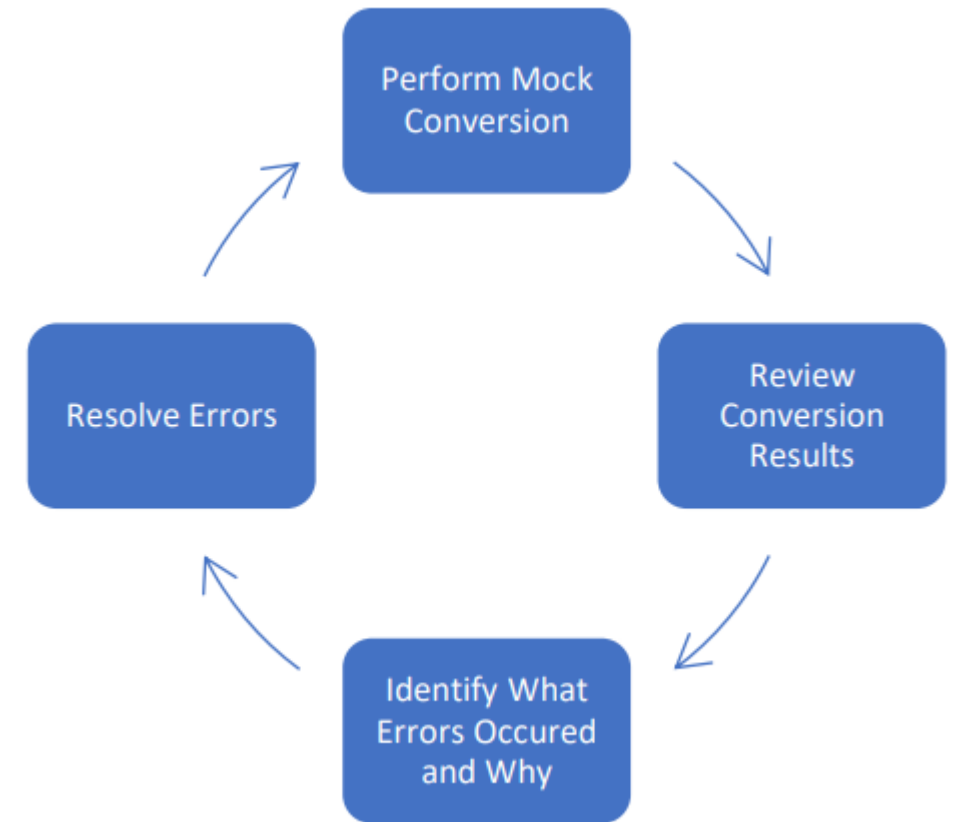 Perform Mock
Conversion
Review
Conversion
Results
Identify What
Errors Occured
and Why
Resolve Errors